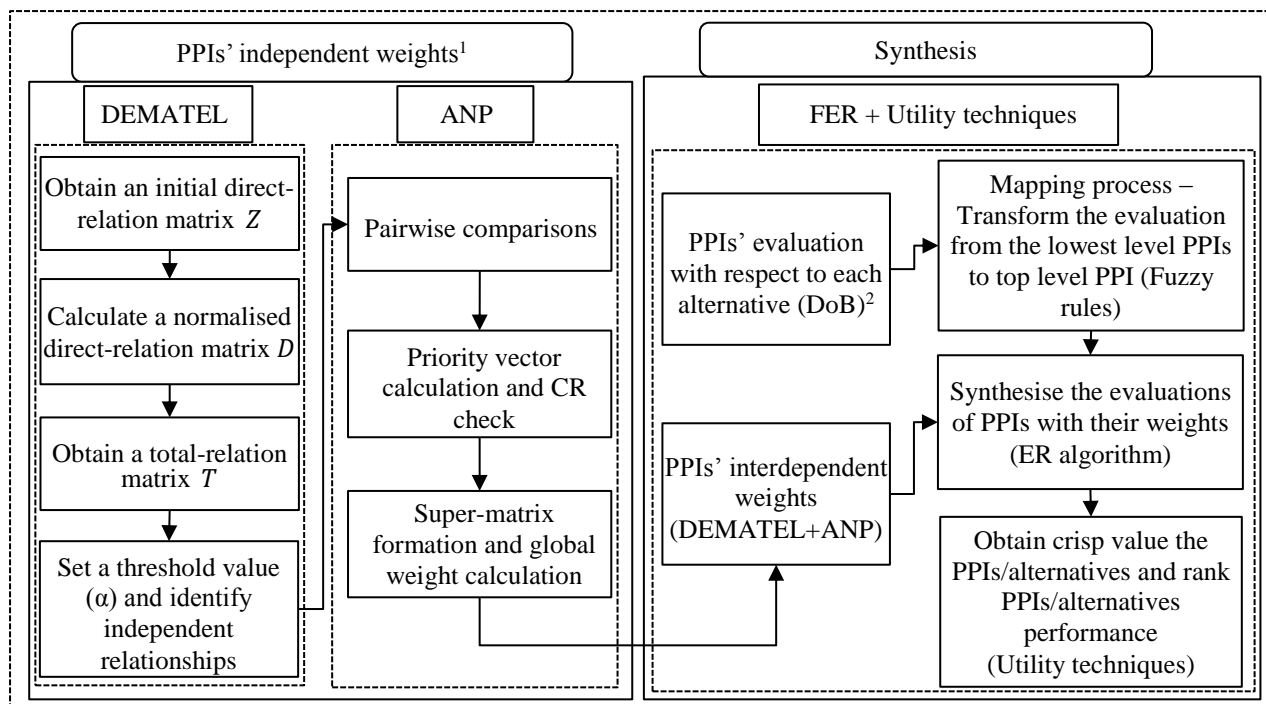 PPIs' independent weights¹
DEMATEL
Obtain an initial direct-
relation matrix Z
Calculate a normalised
direct-relation matrix D
Obtain a total-relation
matrix T
Set a threshold value
(α) and identify
independent
relationships
ANP
Pairwise comparisons
Priority vector
calculation and CR
check
Super-matrix
formation and global
weight calculation
Synthesis
FER + Utility techniques
PPIs' evaluation
with respect to each
alternative (DoB)²
PPIs' interdependent
weights
(DEMATEL+ANP)
Mapping process –
Transform the evaluation
from the lowest level PPIs
to top level PPI (Fuzzy
rules)
Synthesise the evaluations
of PPIs with their weights
(ER algorithm)
Obtain crisp value the
PPIs/alternatives and rank
PPIs/alternatives
performance
(Utility techniques)